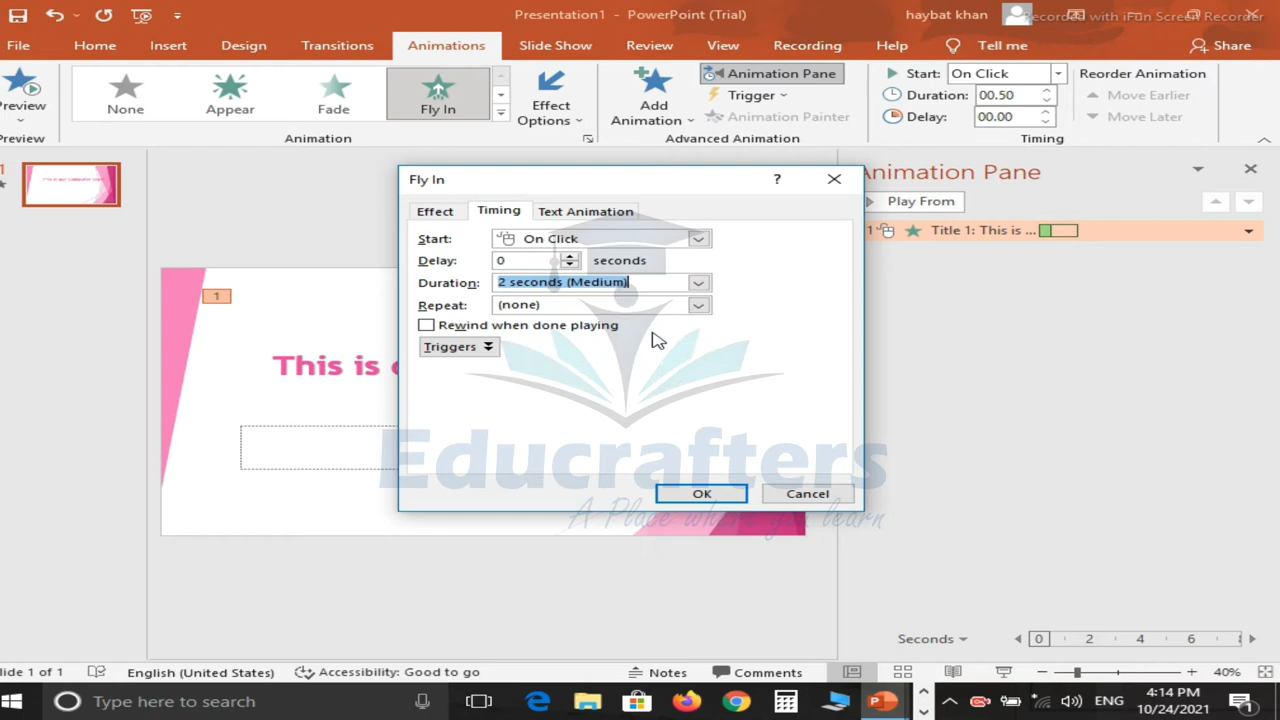 Presentation1 - PowerPoint (Trial)
haybat khan
Recorded with iFun Screen Recorder
File Home Insert Design Transitions Animations Slide Show Review View Recording Help Tell me Share
Preview
None
Appear
Fade
Fly In
Effect Options
Add Animation
Animation Pane
Trigger
Animation Painter
Start: On Click
Duration: 00.50
Delay: 00.00
Reorder Animation
Move Earlier
Move Later
Preview
Animation
Advanced Animation
Timing
1
1
Fly In
?
Effect Timing Text Animation
Start: On Click
Delay: 0 seconds
Duration: 2 seconds (Medium)
Repeat: (none)
Rewind when done playing
Triggers
OK Cancel
This is
Educrafters
A Place where you learn
Animation Pane
Play From
1 Title 1: This is ...
Seconds 0 2 4 6
Slide 1 of 1 English (United States) Accessibility: Good to go Notes Comments 40%
Type here to search
ENG
4:14 PM
10/24/2021
1